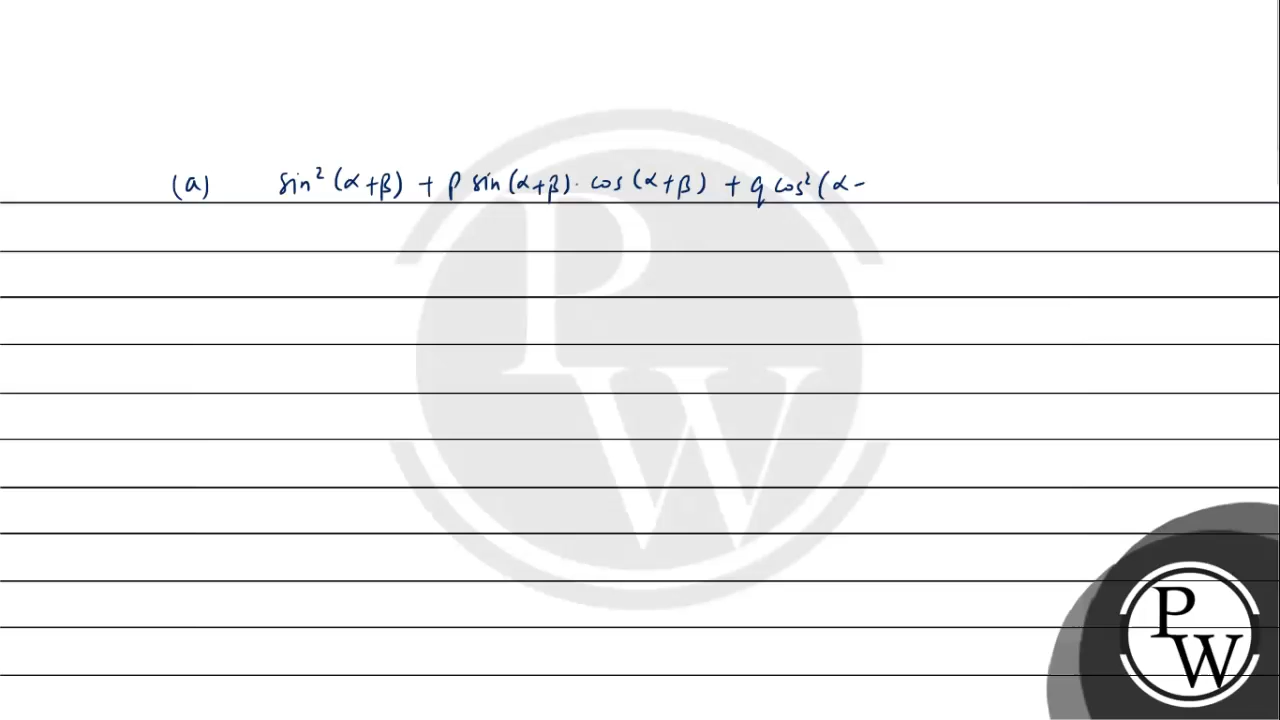 (a) sin² (α+β) + p sin (α+β). cos (α+β) + q cos² (α -
P
W
P
W